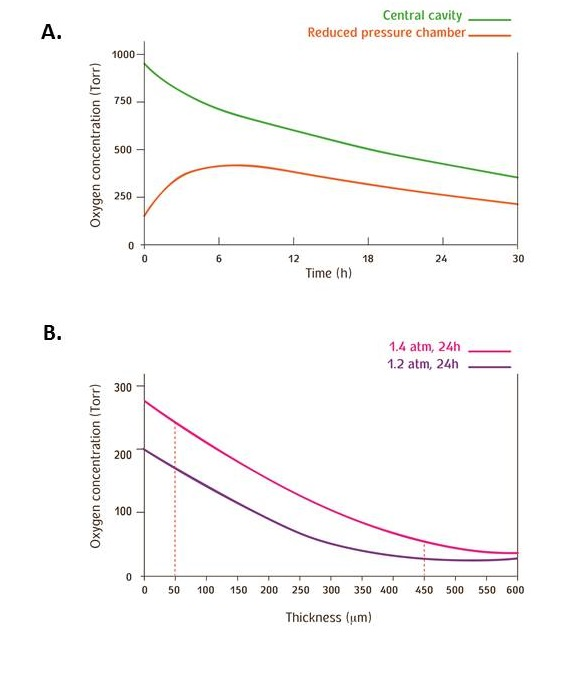 A.
Central cavity
Reduced pressure chamber
Oxygen concentration (Torr)
1000
750
500
250
0
0 6 12 18 24 30
Time (h)
B.
1.4 atm, 24h
1.2 atm, 24h
Oxygen concentration (Torr)
300
200
100
0
0 50 100 150 200 250 300 350 400 450 500 550 600
Thickness (μm)